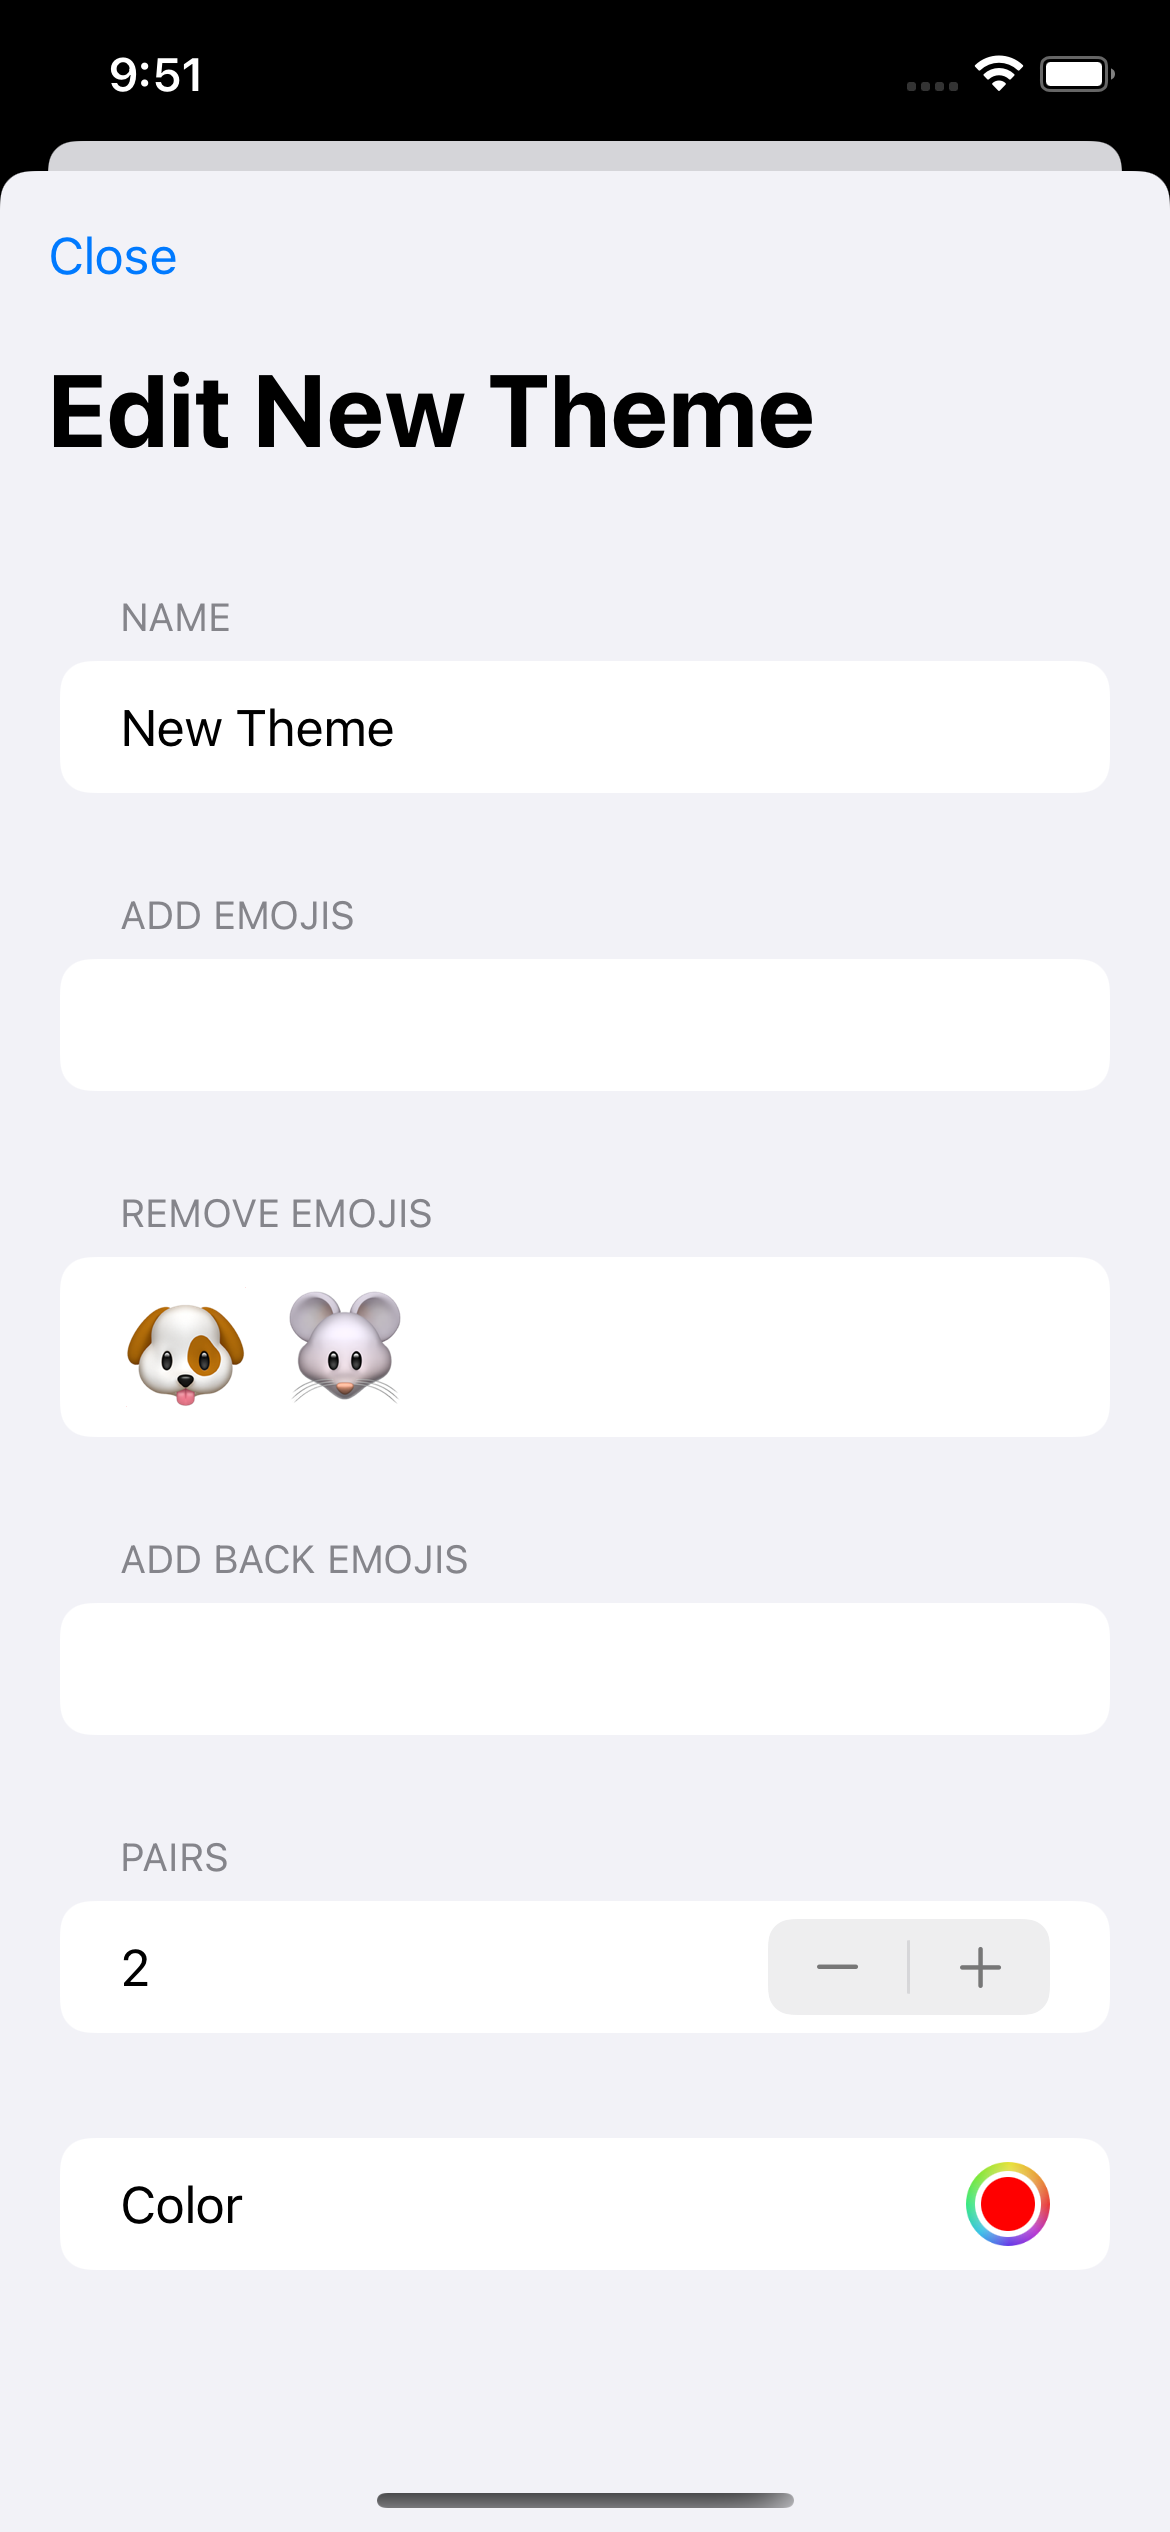 9:51
Close
Edit New Theme
NAME
New Theme
ADD EMOJIS
REMOVE EMOJIS
🐶 🐭
ADD BACK EMOJIS
PAIRS
2
Color